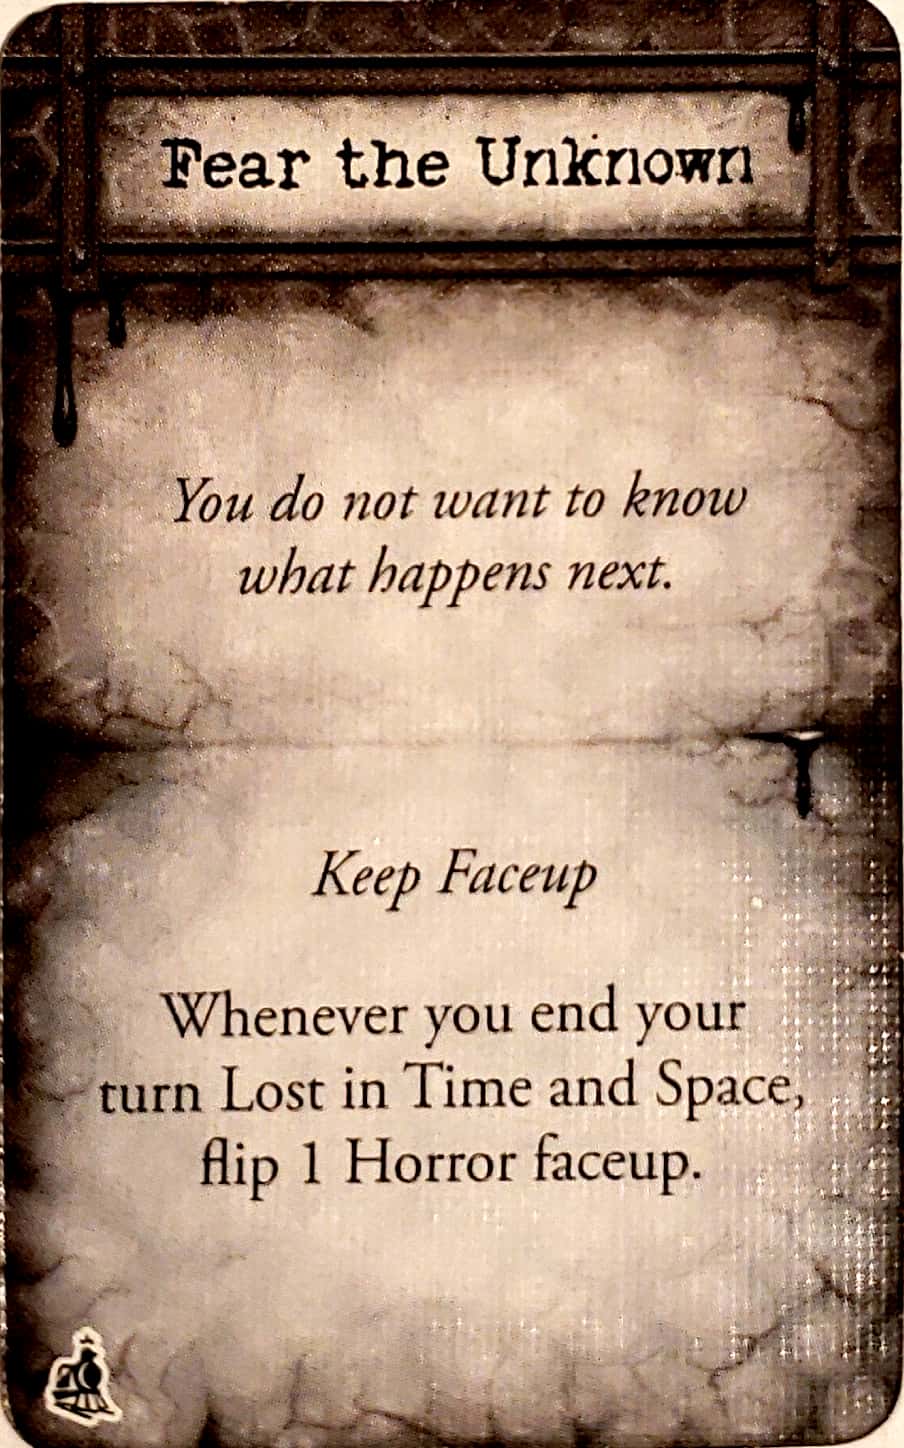 Fear the Unknown
You do not want to know
what happens next.
Keep Faceup
Whenever you end your
turn Lost in Time and Space,
flip 1 Horror faceup.